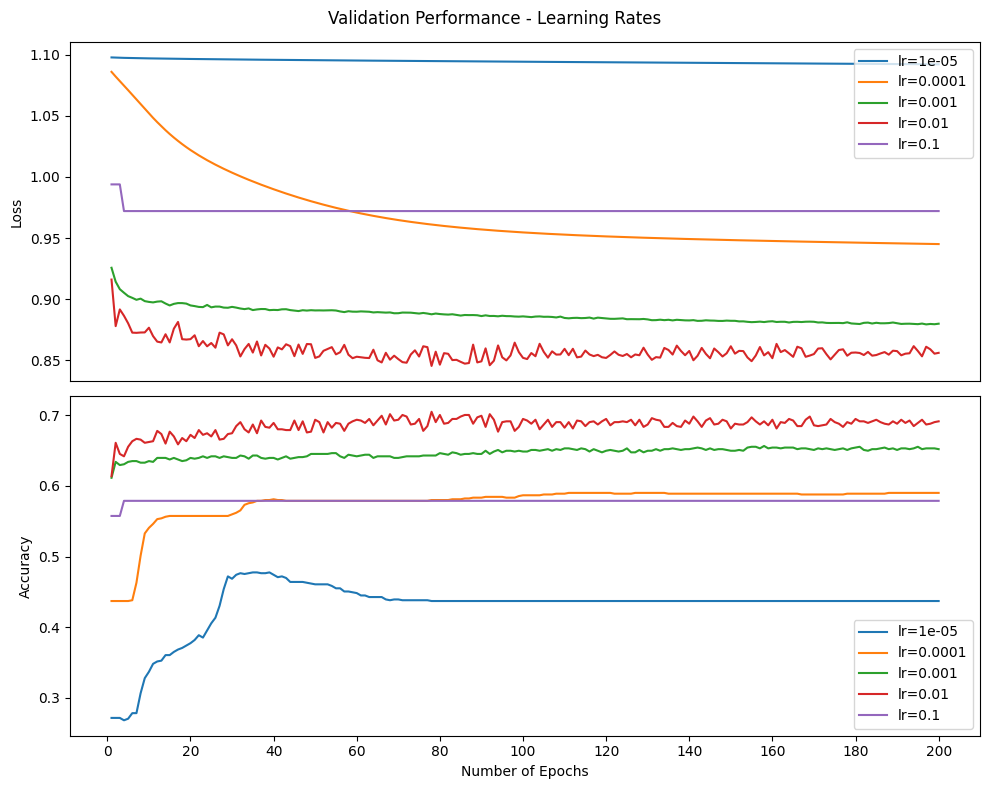 Validation Performance - Learning Rates
1.10
1.05
1.00
0.95
0.90
0.85
Loss
lr=1e-05
lr=0.0001
lr=0.001
lr=0.01
lr=0.1
0.7
0.6
0.5
0.4
0.3
Accuracy
lr=1e-05
lr=0.0001
lr=0.001
lr=0.01
lr=0.1
0 20 40 60 80 100 120 140 160 180 200
Number of Epochs